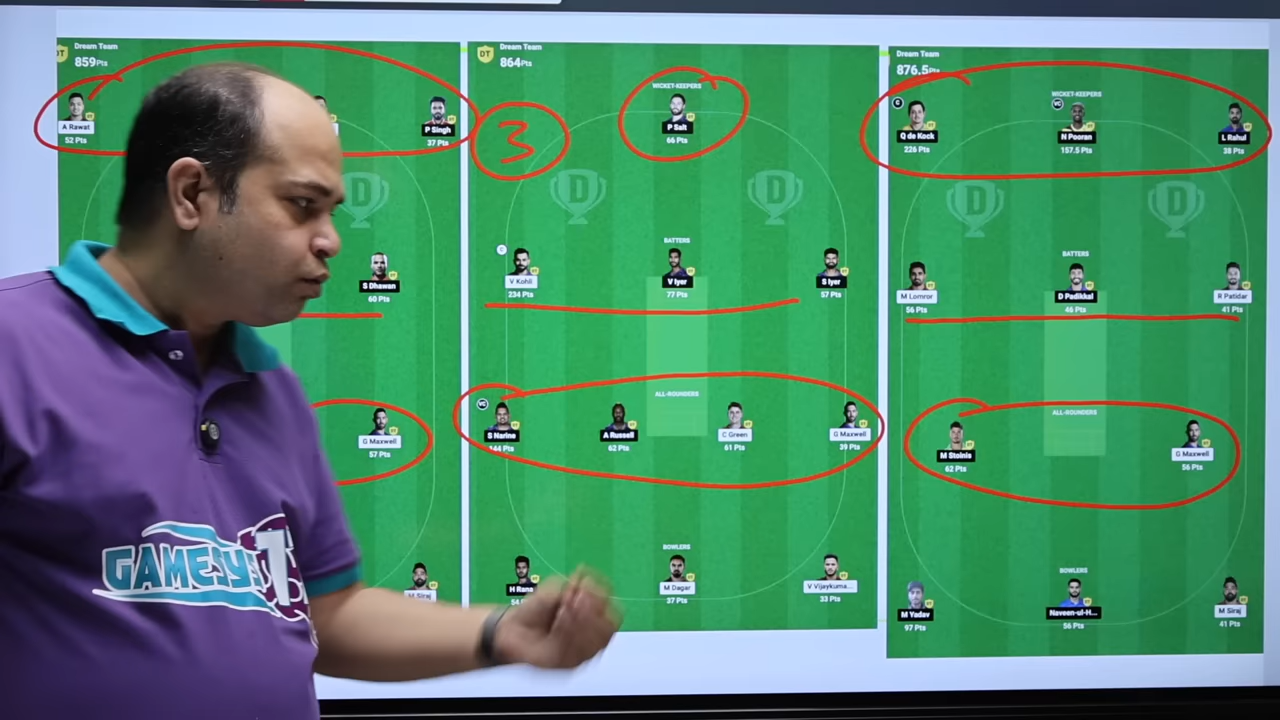 Dream Team
859Pts
A Rawat
52 Pts
P Singh
37 Pts
S Dhawan
60 Pts
G Maxwell
57 Pts
M Siraj
3
DT
Dream Team
864Pts
WICKET-KEEPERS
P Salt
66 Pts
BATTERS
C
V Kohli
234 Pts
V Iyer
77 Pts
S Iyer
57 Pts
ALL-ROUNDERS
VC
S Narine
144 Pts
A Russell
62 Pts
C Green
61 Pts
G Maxwell
39 Pts
BOWLERS
H Rana
54
M Dagar
37 Pts
V Vijaykuma...
33 Pts
Dream Team
876.5Pts
WICKET-KEEPERS
C
Q de Kock
226 Pts
VC
N Pooran
157.5 Pts
L Rahul
38 Pts
BATTERS
M Lomror
56 Pts
D Padikkal
46 Pts
R Patidar
41 Pts
ALL-ROUNDERS
M Stoinis
62 Pts
G Maxwell
56 Pts
BOWLERS
M Yadav
97 Pts
Naveen-ul-H...
56 Pts
M Siraj
41 Pts